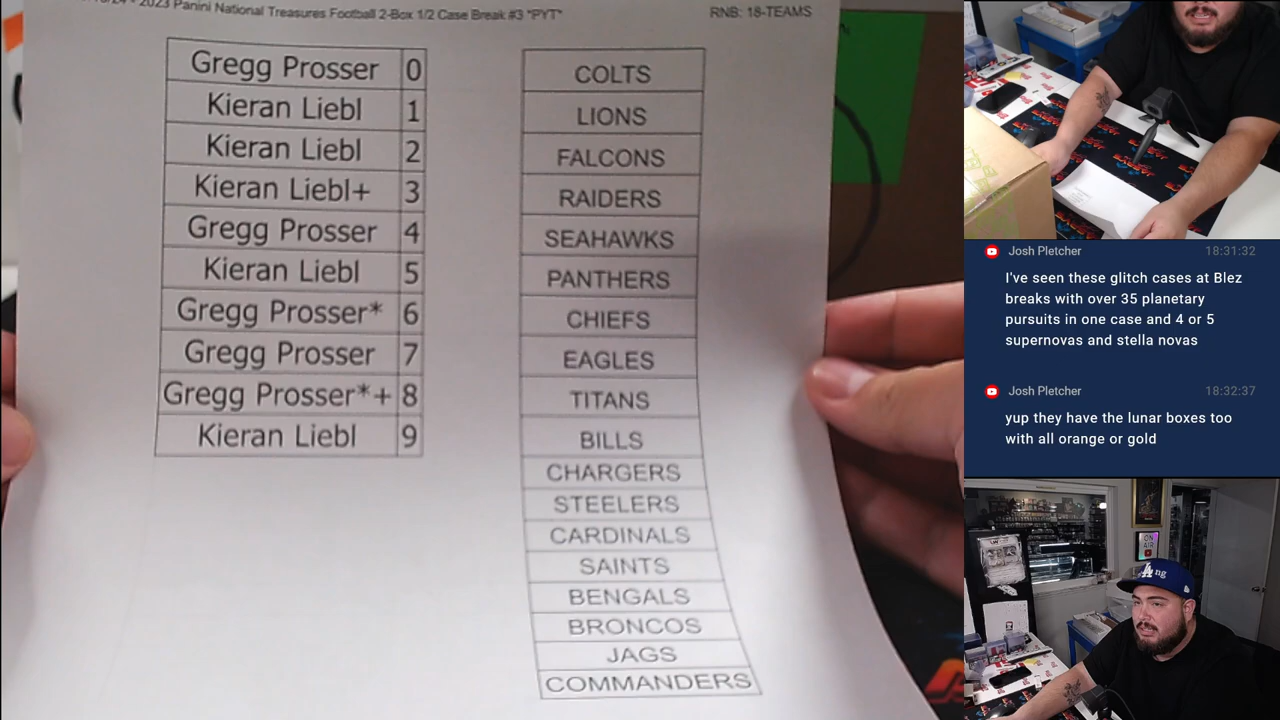 2023 Panini National Treasures Football 2-Box 1/2 Case Break #3 "PYT"
RNB: 18-TEAMS
Gregg Prosser 0
Kieran Liebl 1
Kieran Liebl 2
Kieran Liebl+ 3
Gregg Prosser 4
Kieran Liebl 5
Gregg Prosser* 6
Gregg Prosser 7
Gregg Prosser*+ 8
Kieran Liebl 9
COLTS
LIONS
FALCONS
RAIDERS
SEAHAWKS
PANTHERS
CHIEFS
EAGLES
TITANS
BILLS
CHARGERS
STEELERS
CARDINALS
SAINTS
BENGALS
BRONCOS
JAGS
COMMANDERS
Josh Pletcher 18:31:32
I've seen these glitch cases at Blez
breaks with over 35 planetary
pursuits in one case and 4 or 5
supernovas and stella novas
Josh Pletcher 18:32:37
yup they have the lunar boxes too
with all orange or gold
ON
AIR